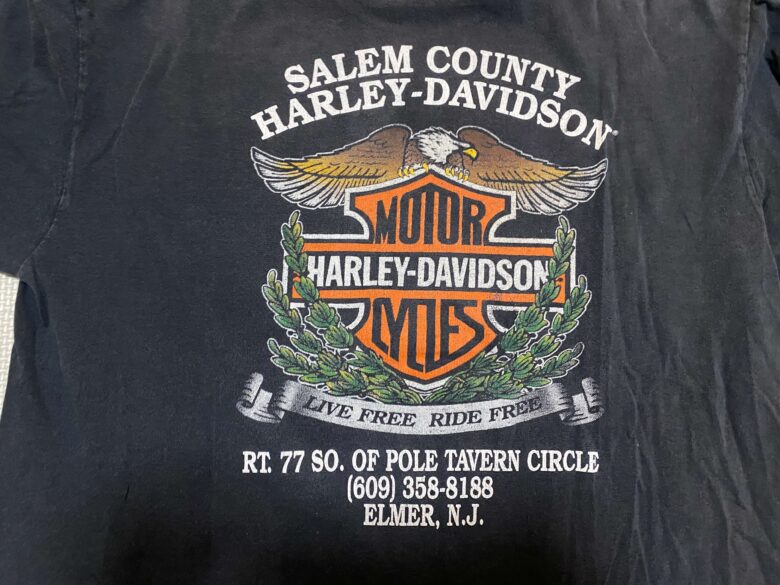 SALEM COUNTY
HARLEY-DAVIDSON®
MOTOR
HARLEY-DAVIDSON
CYCLES
LIVE FREE RIDE FREE
RT. 77 SO. OF POLE TAVERN CIRCLE
(609) 358-8188
ELMER, N.J.